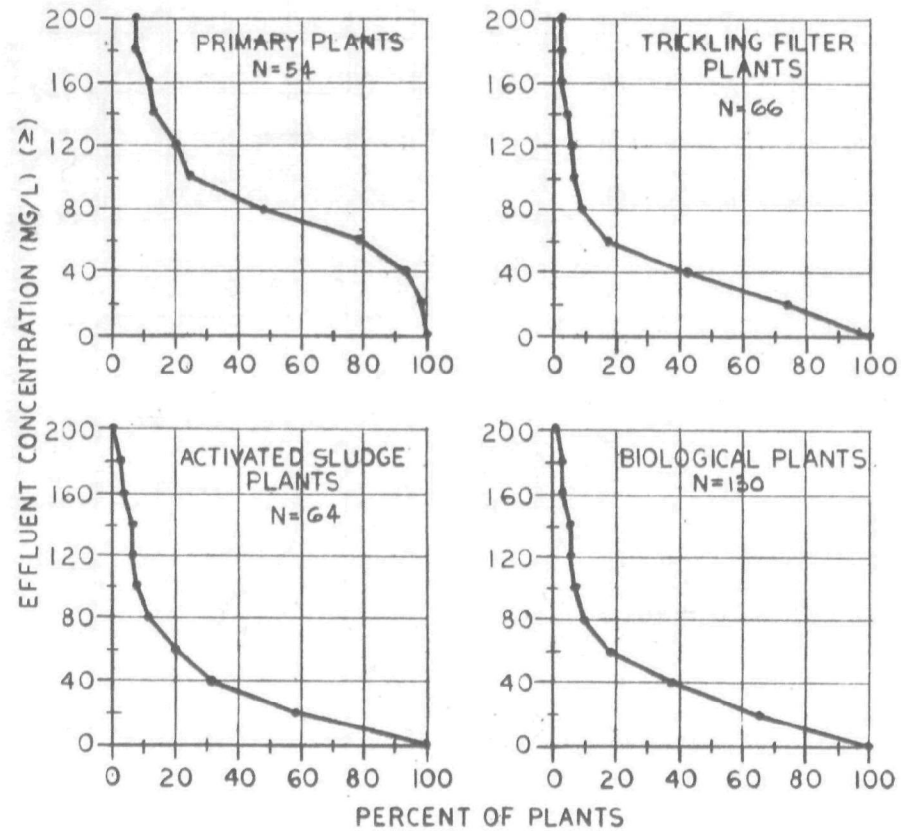 EFFLUENT CONCENTRATION (MG/L) (≥)
PRIMARY PLANTS
N=54
200
160
120
80
40
0
0 20 40 60 80 100
TRICKLING FILTER
PLANTS
N=66
200
160
120
80
40
0
0 20 40 60 80 100
ACTIVATED SLUDGE
PLANTS
N=64
200
160
120
80
40
0
0 20 40 60 80 100
BIOLOGICAL PLANTS
N=130
200
160
120
80
40
0
0 20 40 60 80 100
PERCENT OF PLANTS